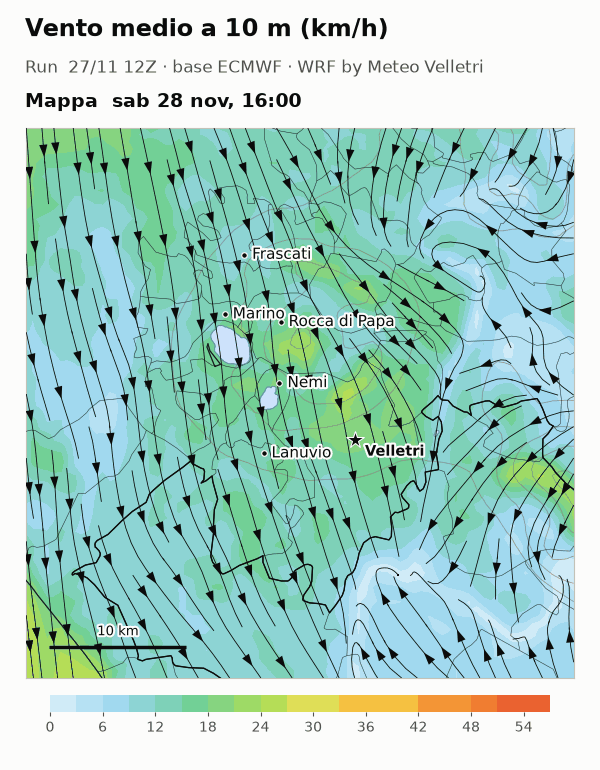 Vento medio a 10 m (km/h)
Run 27/11 12Z · base ECMWF · WRF by Meteo Velletri
Mappa sab 28 nov, 16:00
Frascati
Marino
Rocca di Papa
Nemi
Velletri
Lanuvio
10 km
0 6 12 18 24 30 36 42 48 54